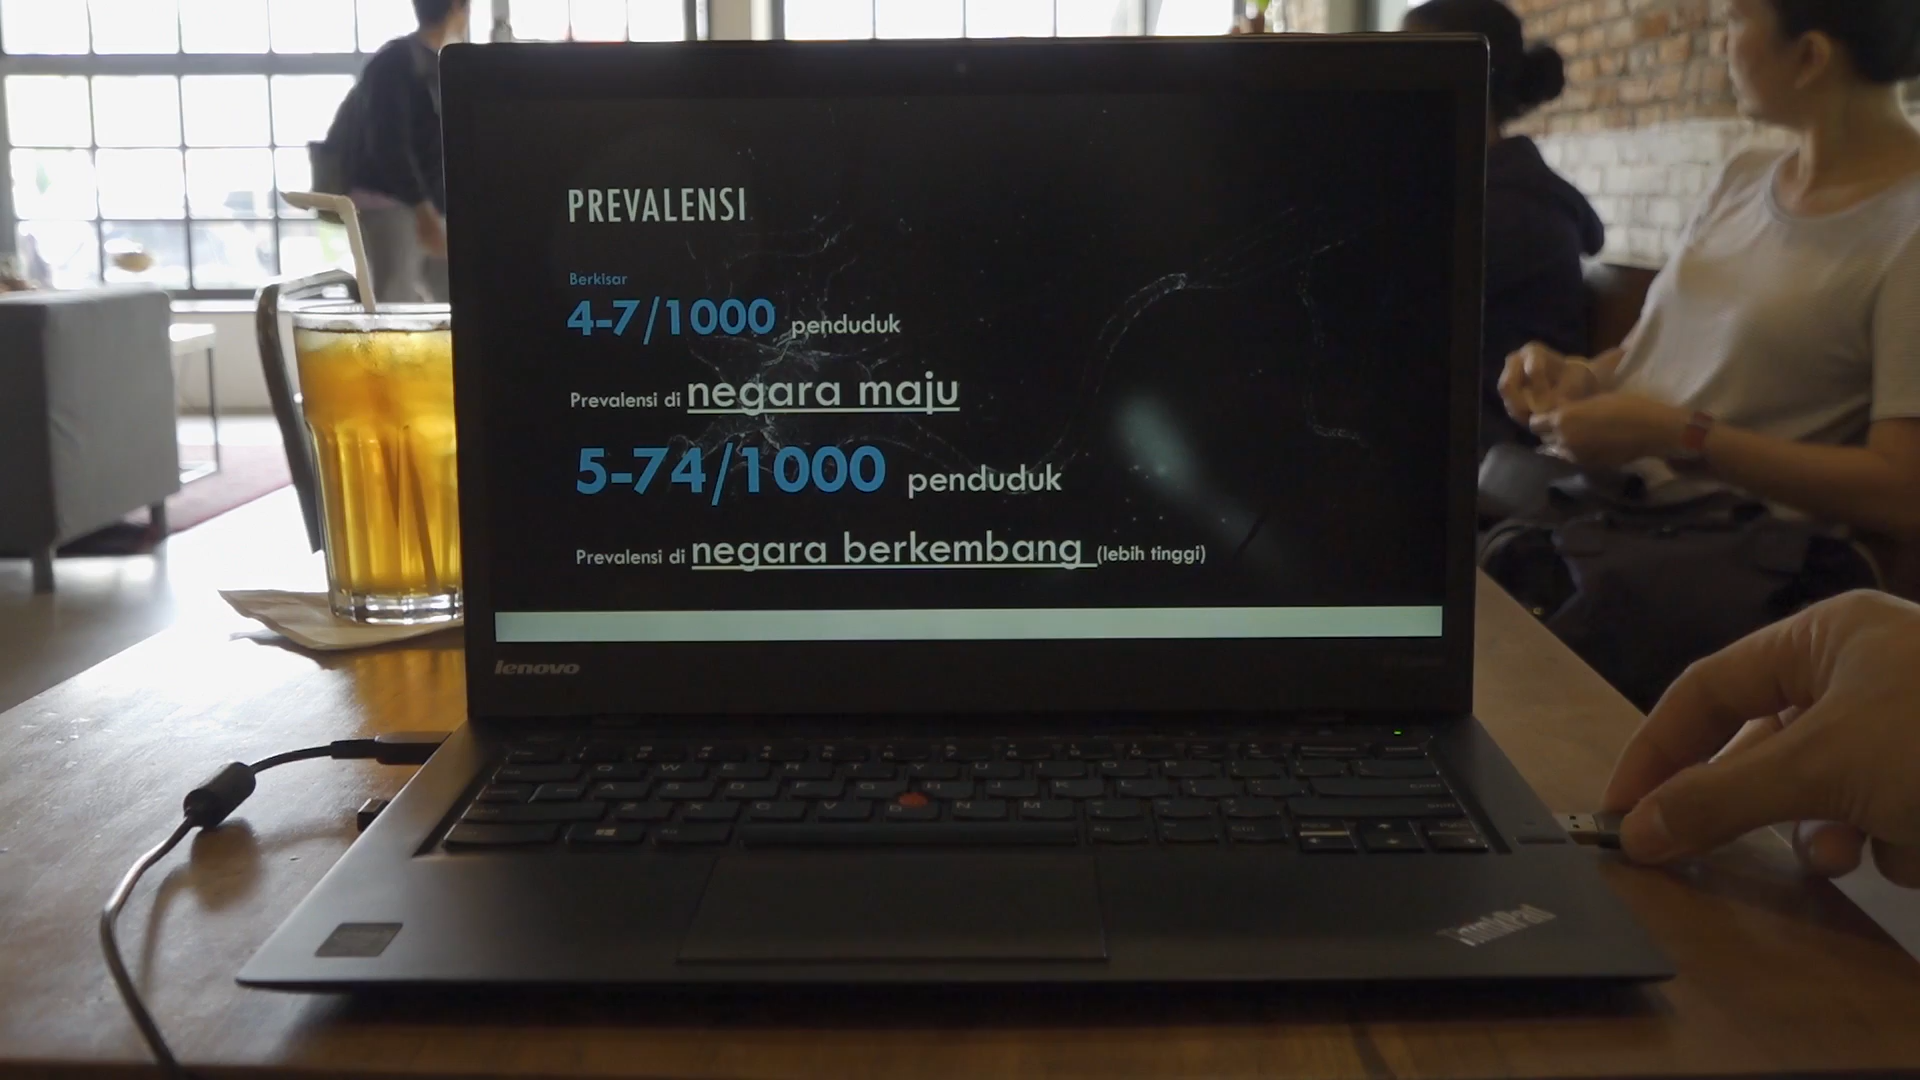 PREVALENSI
Berkisar
4-7/1000 penduduk
Prevalensi di negara maju
5-74/1000 penduduk
Prevalensi di negara berkembang (lebih tinggi)
lenovo
ThinkPad